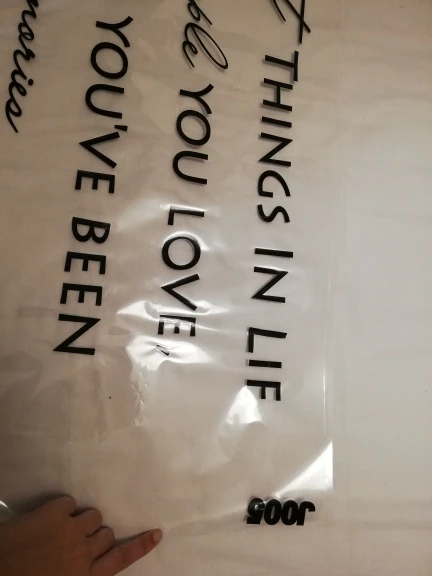 t THINGS IN LIF
ble YOU LOVE,
YOU'VE BEEN
mories
J005